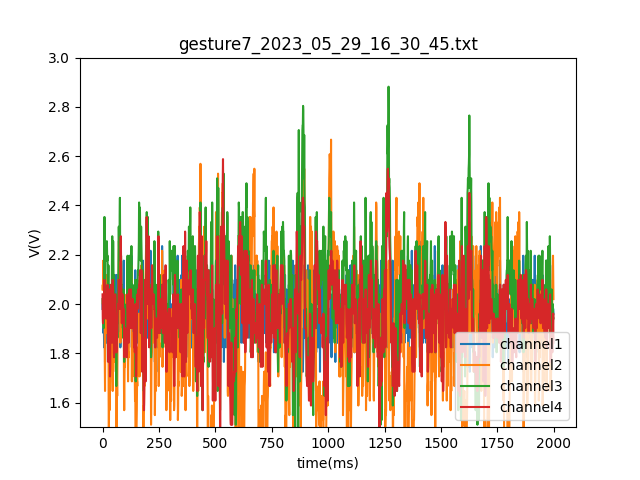 gesture7_2023_05_29_16_30_45.txt
3.0
2.8
2.6
2.4
2.2
2.0
1.8
1.6
V(V)
channel1
channel2
channel3
channel4
0 250 500 750 1000 1250 1500 1750 2000
time(ms)